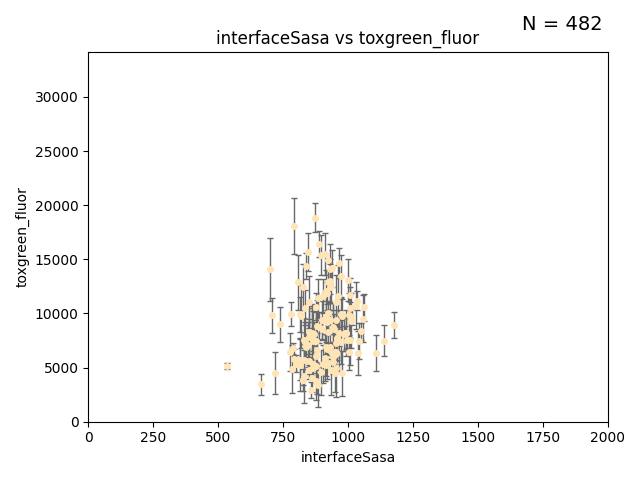 N = 482
interfaceSasa vs toxgreen_fluor
30000
25000
20000
15000
10000
5000
0
toxgreen_fluor
0 250 500 750 1000 1250 1500 1750 2000
interfaceSasa